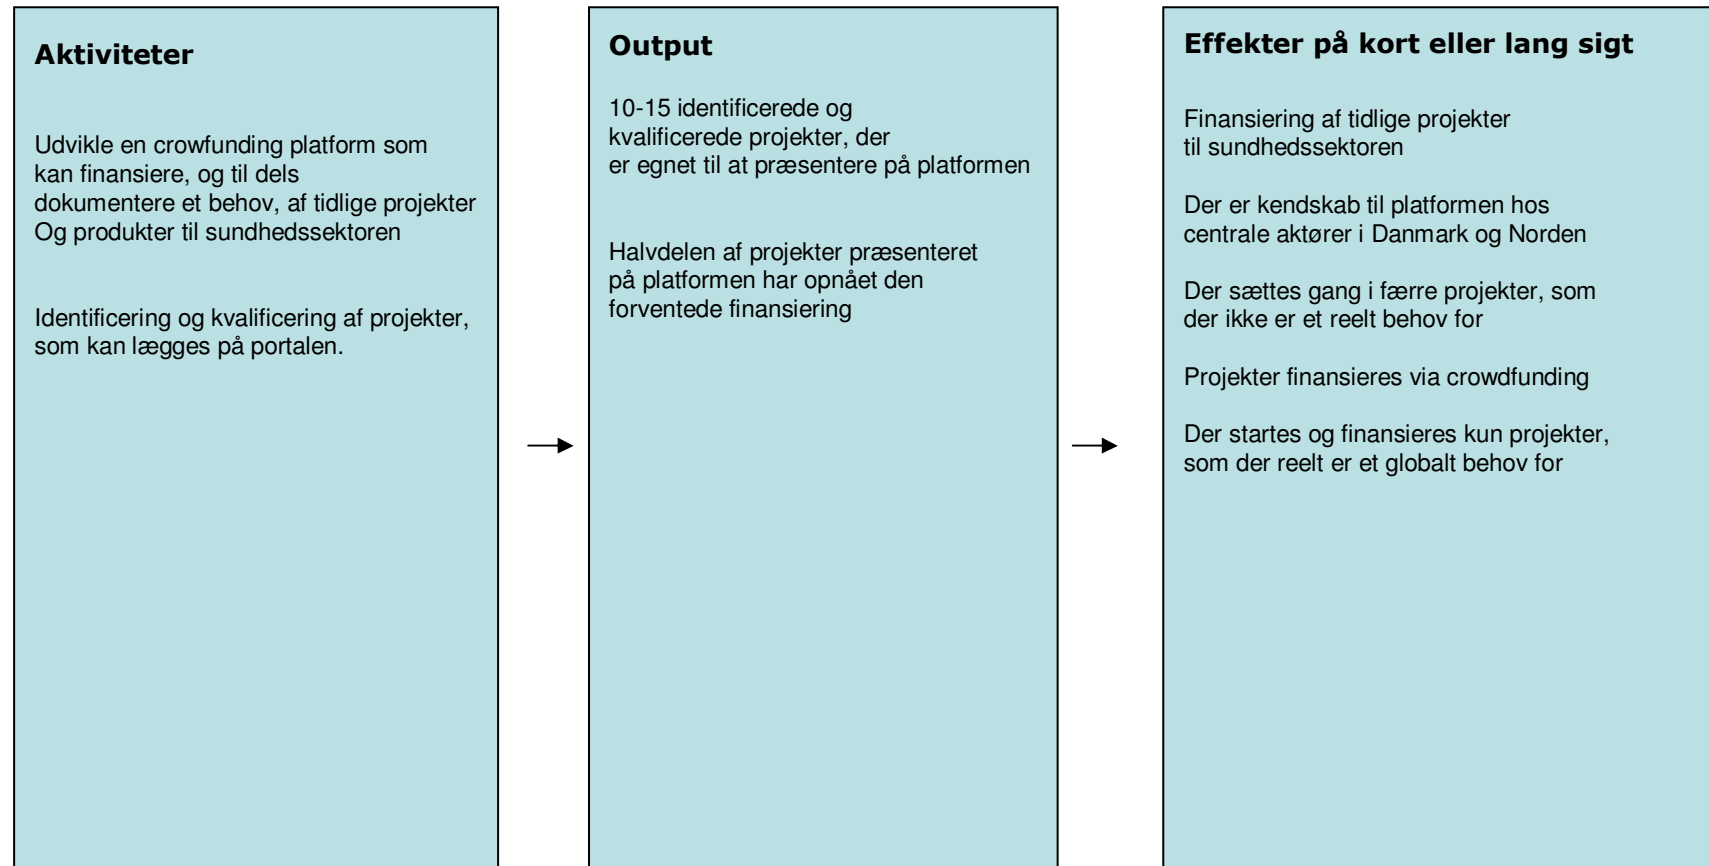 Aktiviteter
Udvikle en crowfunding platform som
kan finansiere, og til dels
dokumentere et behov, af tidlige projekter
Og produkter til sundhedssektoren
Identificering og kvalificering af projekter,
som kan lægges på portalen.
Output
10-15 identificerede og
kvalificerede projekter, der
er egnet til at præsentere på platformen
Halvdelen af projekter præsenteret
på platformen har opnået den
forventede finansiering
Effekter på kort eller lang sigt
Finansiering af tidlige projekter
til sundhedssektoren
Der er kendskab til platformen hos
centrale aktører i Danmark og Norden
Der sættes gang i færre projekter, som
der ikke er et reelt behov for
Projekter finansieres via crowdfunding
Der startes og finansieres kun projekter,
som der reelt er et globalt behov for